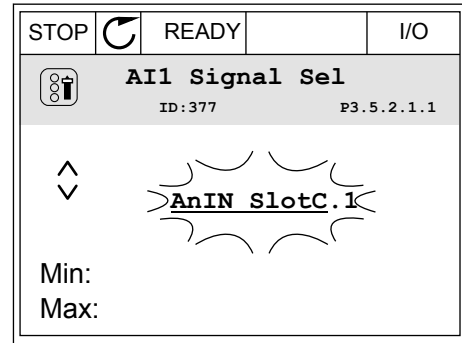 STOP READY I/O
AI1 Signal Sel
ID:377 P3.5.2.1.1
AnIN SlotC.1
Min:
Max: